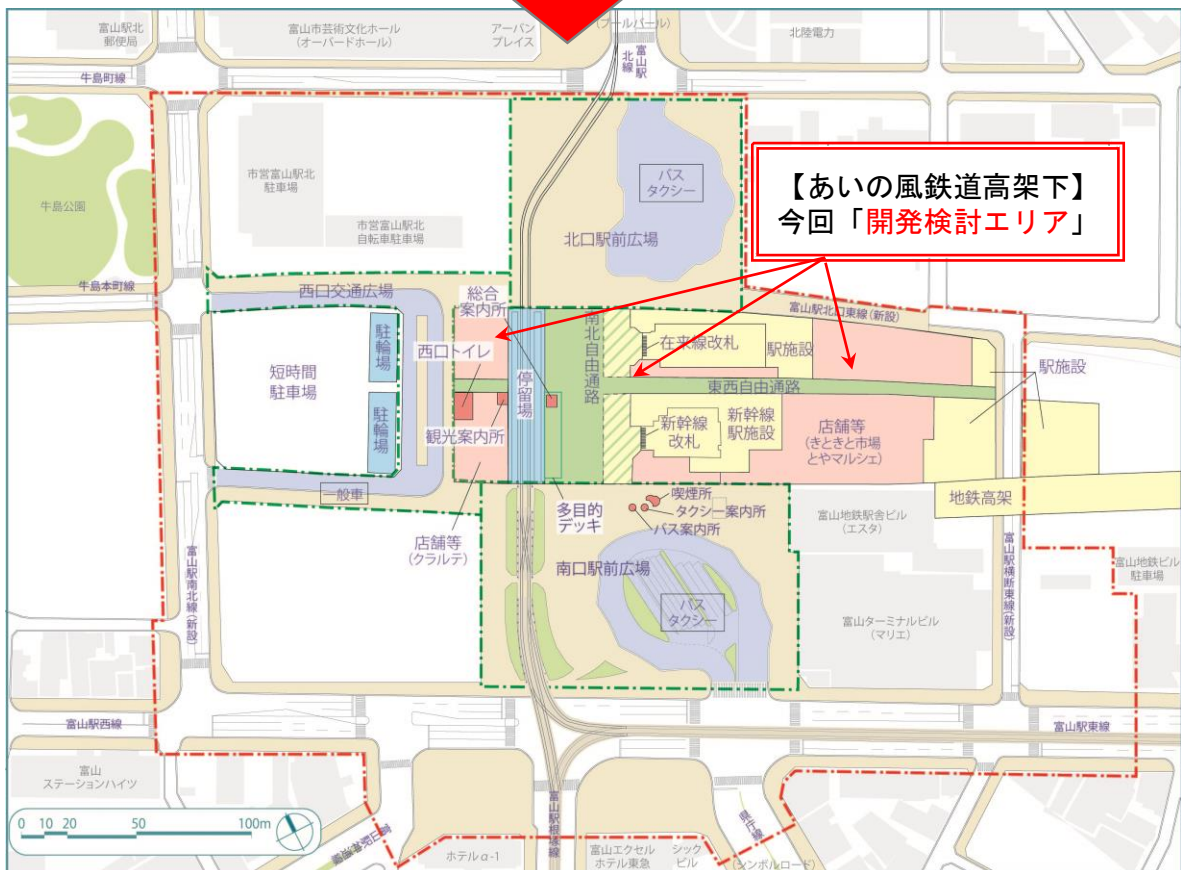 富山駅北
郵便局
富山市芸術文化ホール
(オーバードホール)
アーバン
プレイス
(ブールバール)
富山駅
北線
北陸電力
牛島町線
市営富山駅北
駐車場
バス
タクシー
【あいの風鉄道高架下】
今回「開発検討エリア」
牛島公園
市営富山駅北
自転車駐車場
北口駅前広場
牛島本町線
西口交通広場
総合
案内所
南北自由通路
富山駅北口東線(新設)
在来線改札
駅施設
駅施設
駐輪場
西口トイレ
停留場
短時間
駐車場
東西自由通路
駐輪場
観光案内所
新幹線
改札
新幹線
駅施設
店舗等
(きときと市場
とやマルシェ)
一般車
多目的
デッキ
喫煙所
タクシー案内所
バス案内所
地鉄高架
富山地鉄駅舎ビル
(エスタ)
店舗等
(クラルテ)
南口駅前広場
富山駅南北線(新設)
富山駅横断東線(新設)
富山地鉄ビル
駐車場
バス
タクシー
富山ターミナルビル
(マリエ)
富山駅西線
富山駅東線
富山
ステーションハイツ
0 10 20 50 100m
富山駅根塚線
県庁線
ホテルα-1
富山エクセル
ホテル東急
シック
ビル
(シンボルロード)